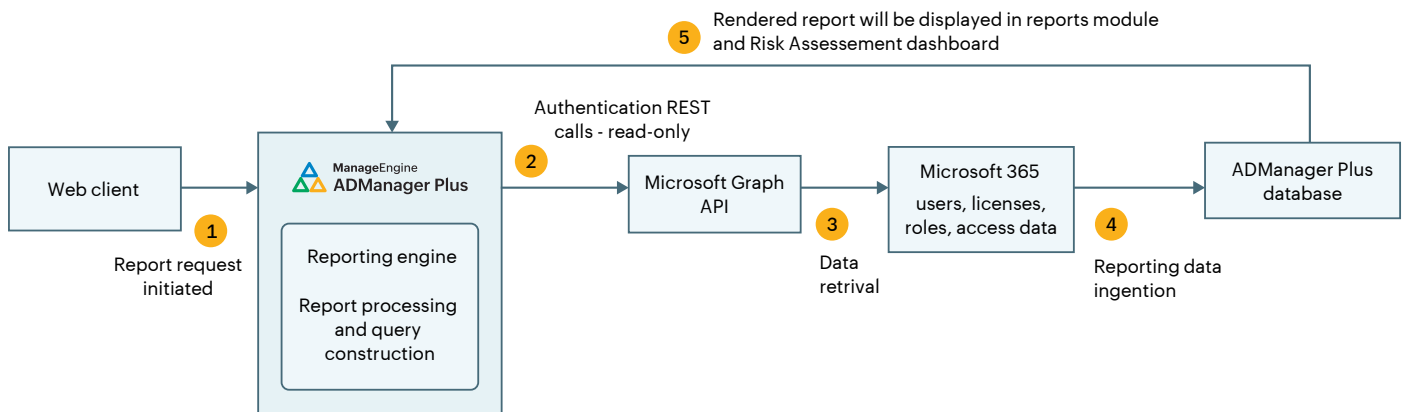 5
Rendered report will be displayed in reports module
and Risk Assessement dashboard
Web client
1
Report request
initiated
ManageEngine
ADManager Plus
Reporting engine
Report processing
and query
construction
Authentication REST
calls - read-only
2
Microsoft Graph
API
3
Data
retrival
Microsoft 365
users, licenses,
roles, access data
4
Reporting data
ingention
ADManager Plus
database